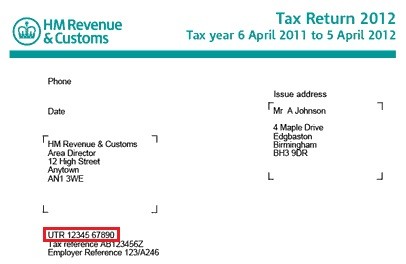 HM Revenue
& Customs
Tax Return 2012
Tax year 6 April 2011 to 5 April 2012
Phone
Date
Issue address
HM Revenue & Customs
Area Director
12 High Street
Anytown
AN1 3WE
Mr A Johnson
4 Maple Drive
Edgbaston
Birmingham
BH3 9DR
UTR 12345 67890
Tax reference AB123456Z
Employer Reference 123/A246